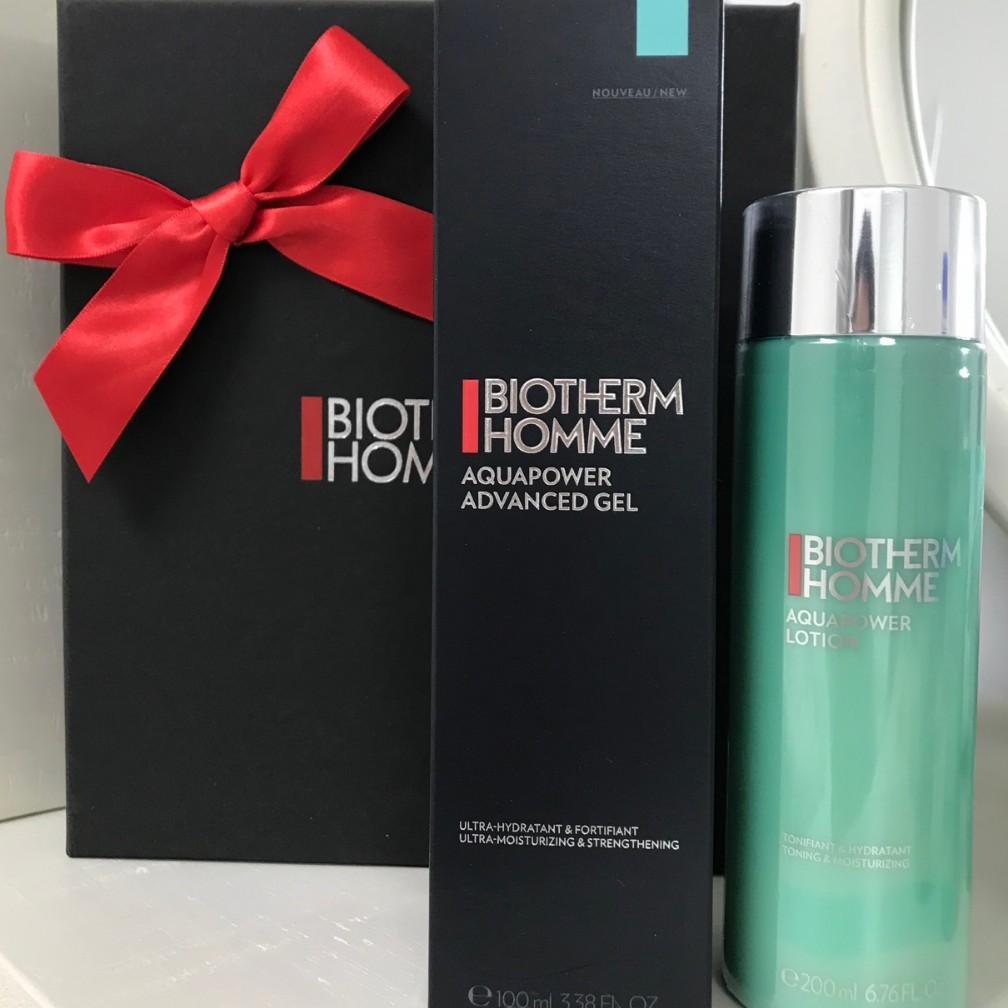 BIOT
HOM
NOUVEAU/NEW
BIOTHERM
HOMME
AQUAPOWER
ADVANCED GEL
ULTRA-HYDRATANT & FORTIFIANT
ULTRA-MOISTURIZING & STRENGTHENING
℮ 100 ml 3.38 FL. OZ.
BIOTHERM
HOMME
AQUAPOWER
LOTION
TONIFIANT & HYDRATANT
TONING & MOISTURIZING
℮ 200 ml 6.76 FL. OZ